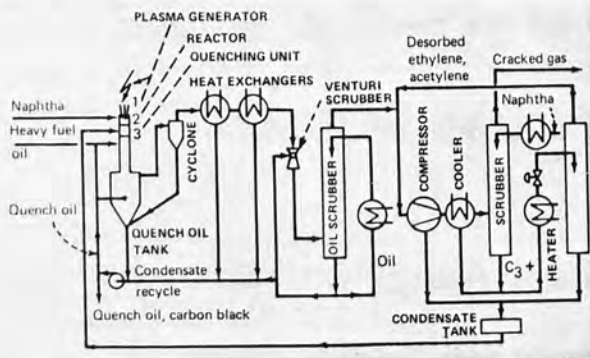 PLASMA GENERATOR
REACTOR
QUENCHING UNIT
HEAT EXCHANGERS
VENTURI
SCRUBBER
Desorbed
ethylene,
acetylene
Cracked gas
Naphtha
Heavy fuel
oil
1
2
3
CYCLONE
Naphtha
COMPRESSOR
COOLER
SCRUBBER
HEATER
OIL SCRUBBER
Quench oil
QUENCH OIL
TANK
Oil
C3 +
Condensate
recycle
Quench oil, carbon black
CONDENSATE
TANK